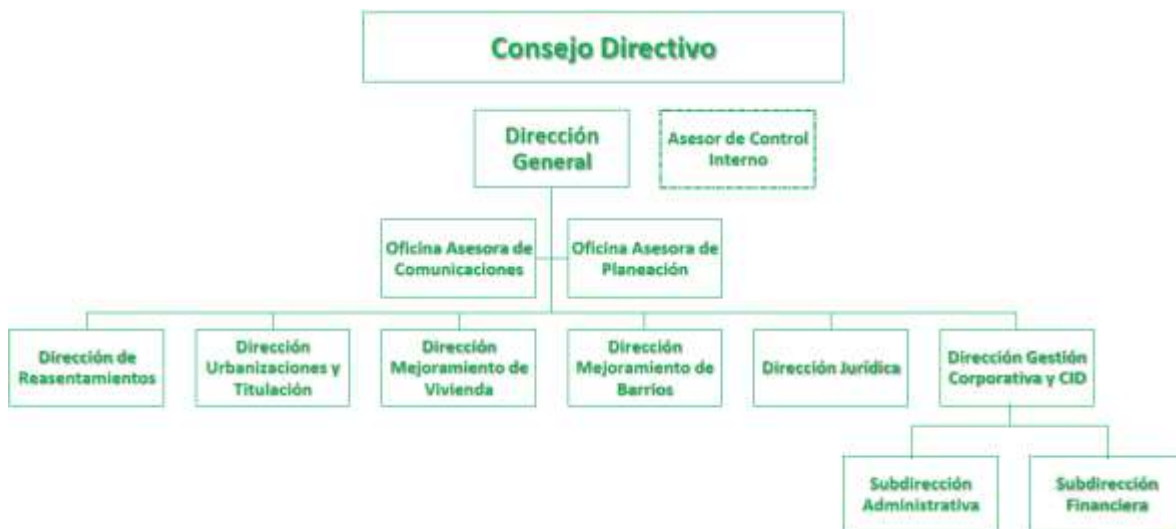 Consejo Directivo
Dirección
General
Asesor de Control
Interno
Oficina Asesora de
Comunicaciones
Oficina Asesora de
Planeación
Dirección de
Reasentamientos
Dirección
Urbanizaciones y
Titulación
Dirección
Mejoramiento de
Vivienda
Dirección
Mejoramiento de
Barrios
Dirección Jurídica
Dirección Gestión
Corporativa y CID
Subdirección
Administrativa
Subdirección
Financiera